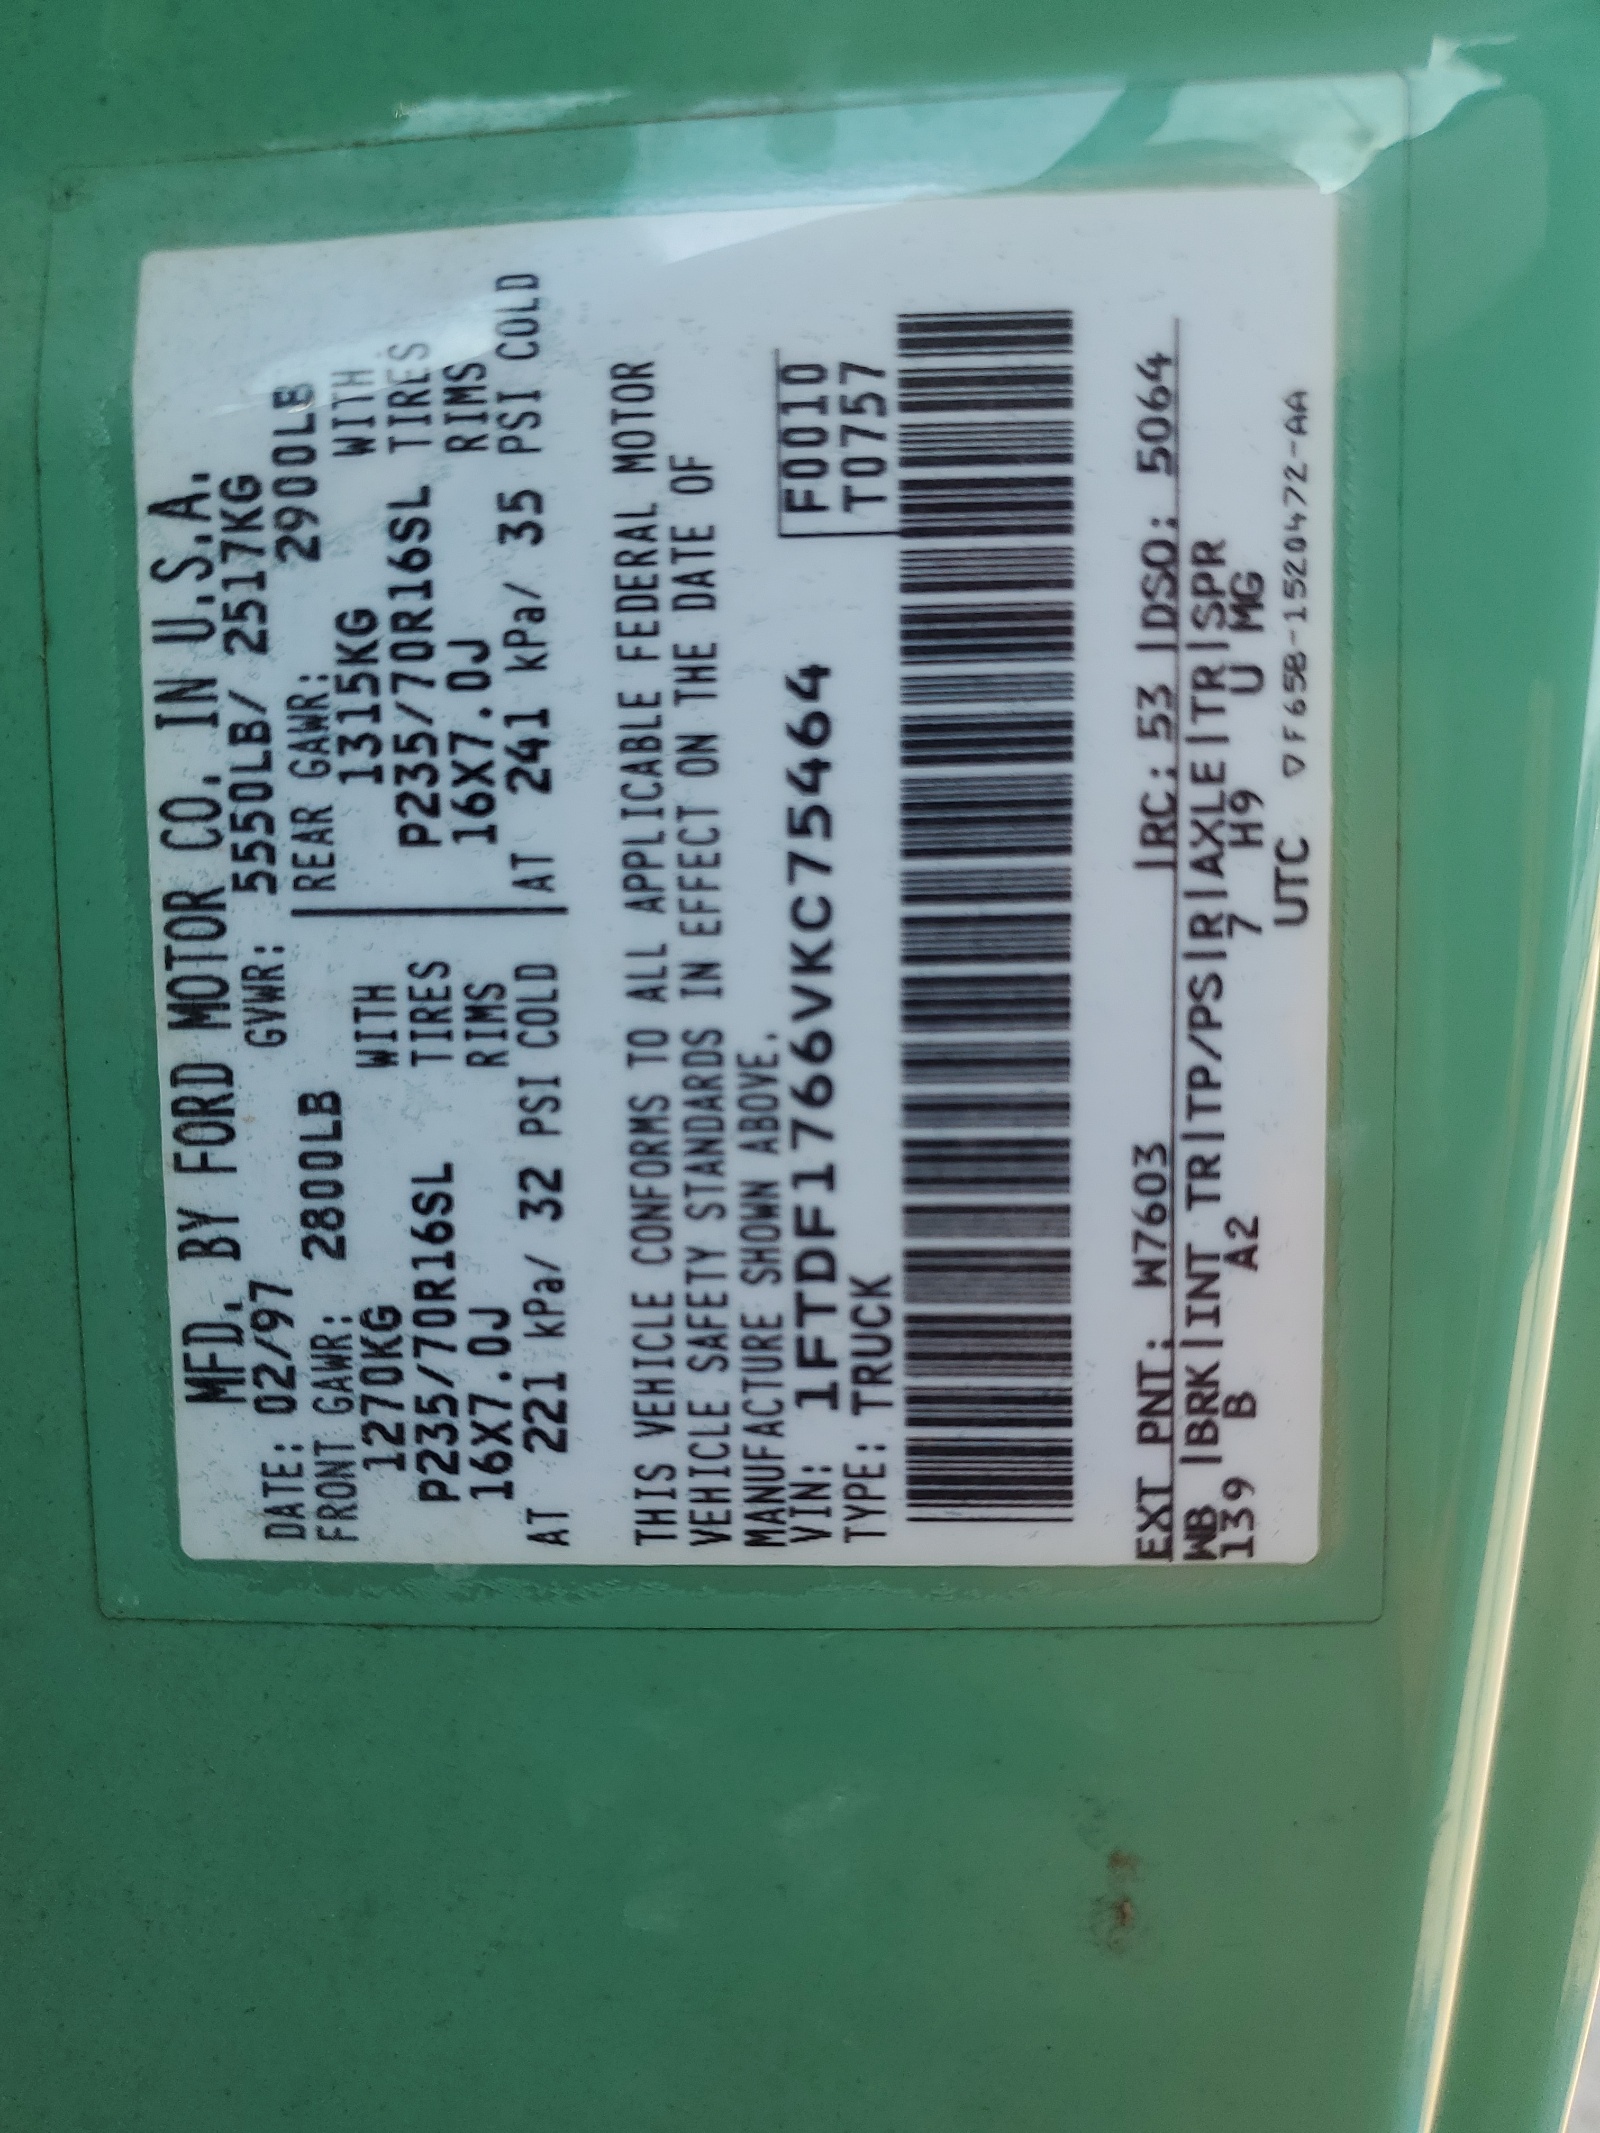 MFD. BY FORD MOTOR CO. IN U.S.A.
DATE: 02/97 GVWR: 5550LB/ 2517KG
FRONT GAWR: 2800LB REAR GAWR: 2900LB
1270KG WITH 1315KG WITH
P235/70R16SL TIRES P235/70R16SL TIRES
16X7.0J RIMS 16X7.0J RIMS
AT 221 kPa/ 32 PSI COLD AT 241 kPa/ 35 PSI COLD
THIS VEHICLE CONFORMS TO ALL APPLICABLE FEDERAL MOTOR
VEHICLE SAFETY STANDARDS IN EFFECT ON THE DATE OF
MANUFACTURE SHOWN ABOVE.
VIN: 1FTDF1766VKC75464 F0010
TYPE: TRUCK T0757
EXT PNT: W7603 RC: 53 DSO: 5064
WB BRK INT TR TP/PS R AXLE TR SPR
139 B A2 7 H9 U MG
UTC ▽F65B-1520472-AA